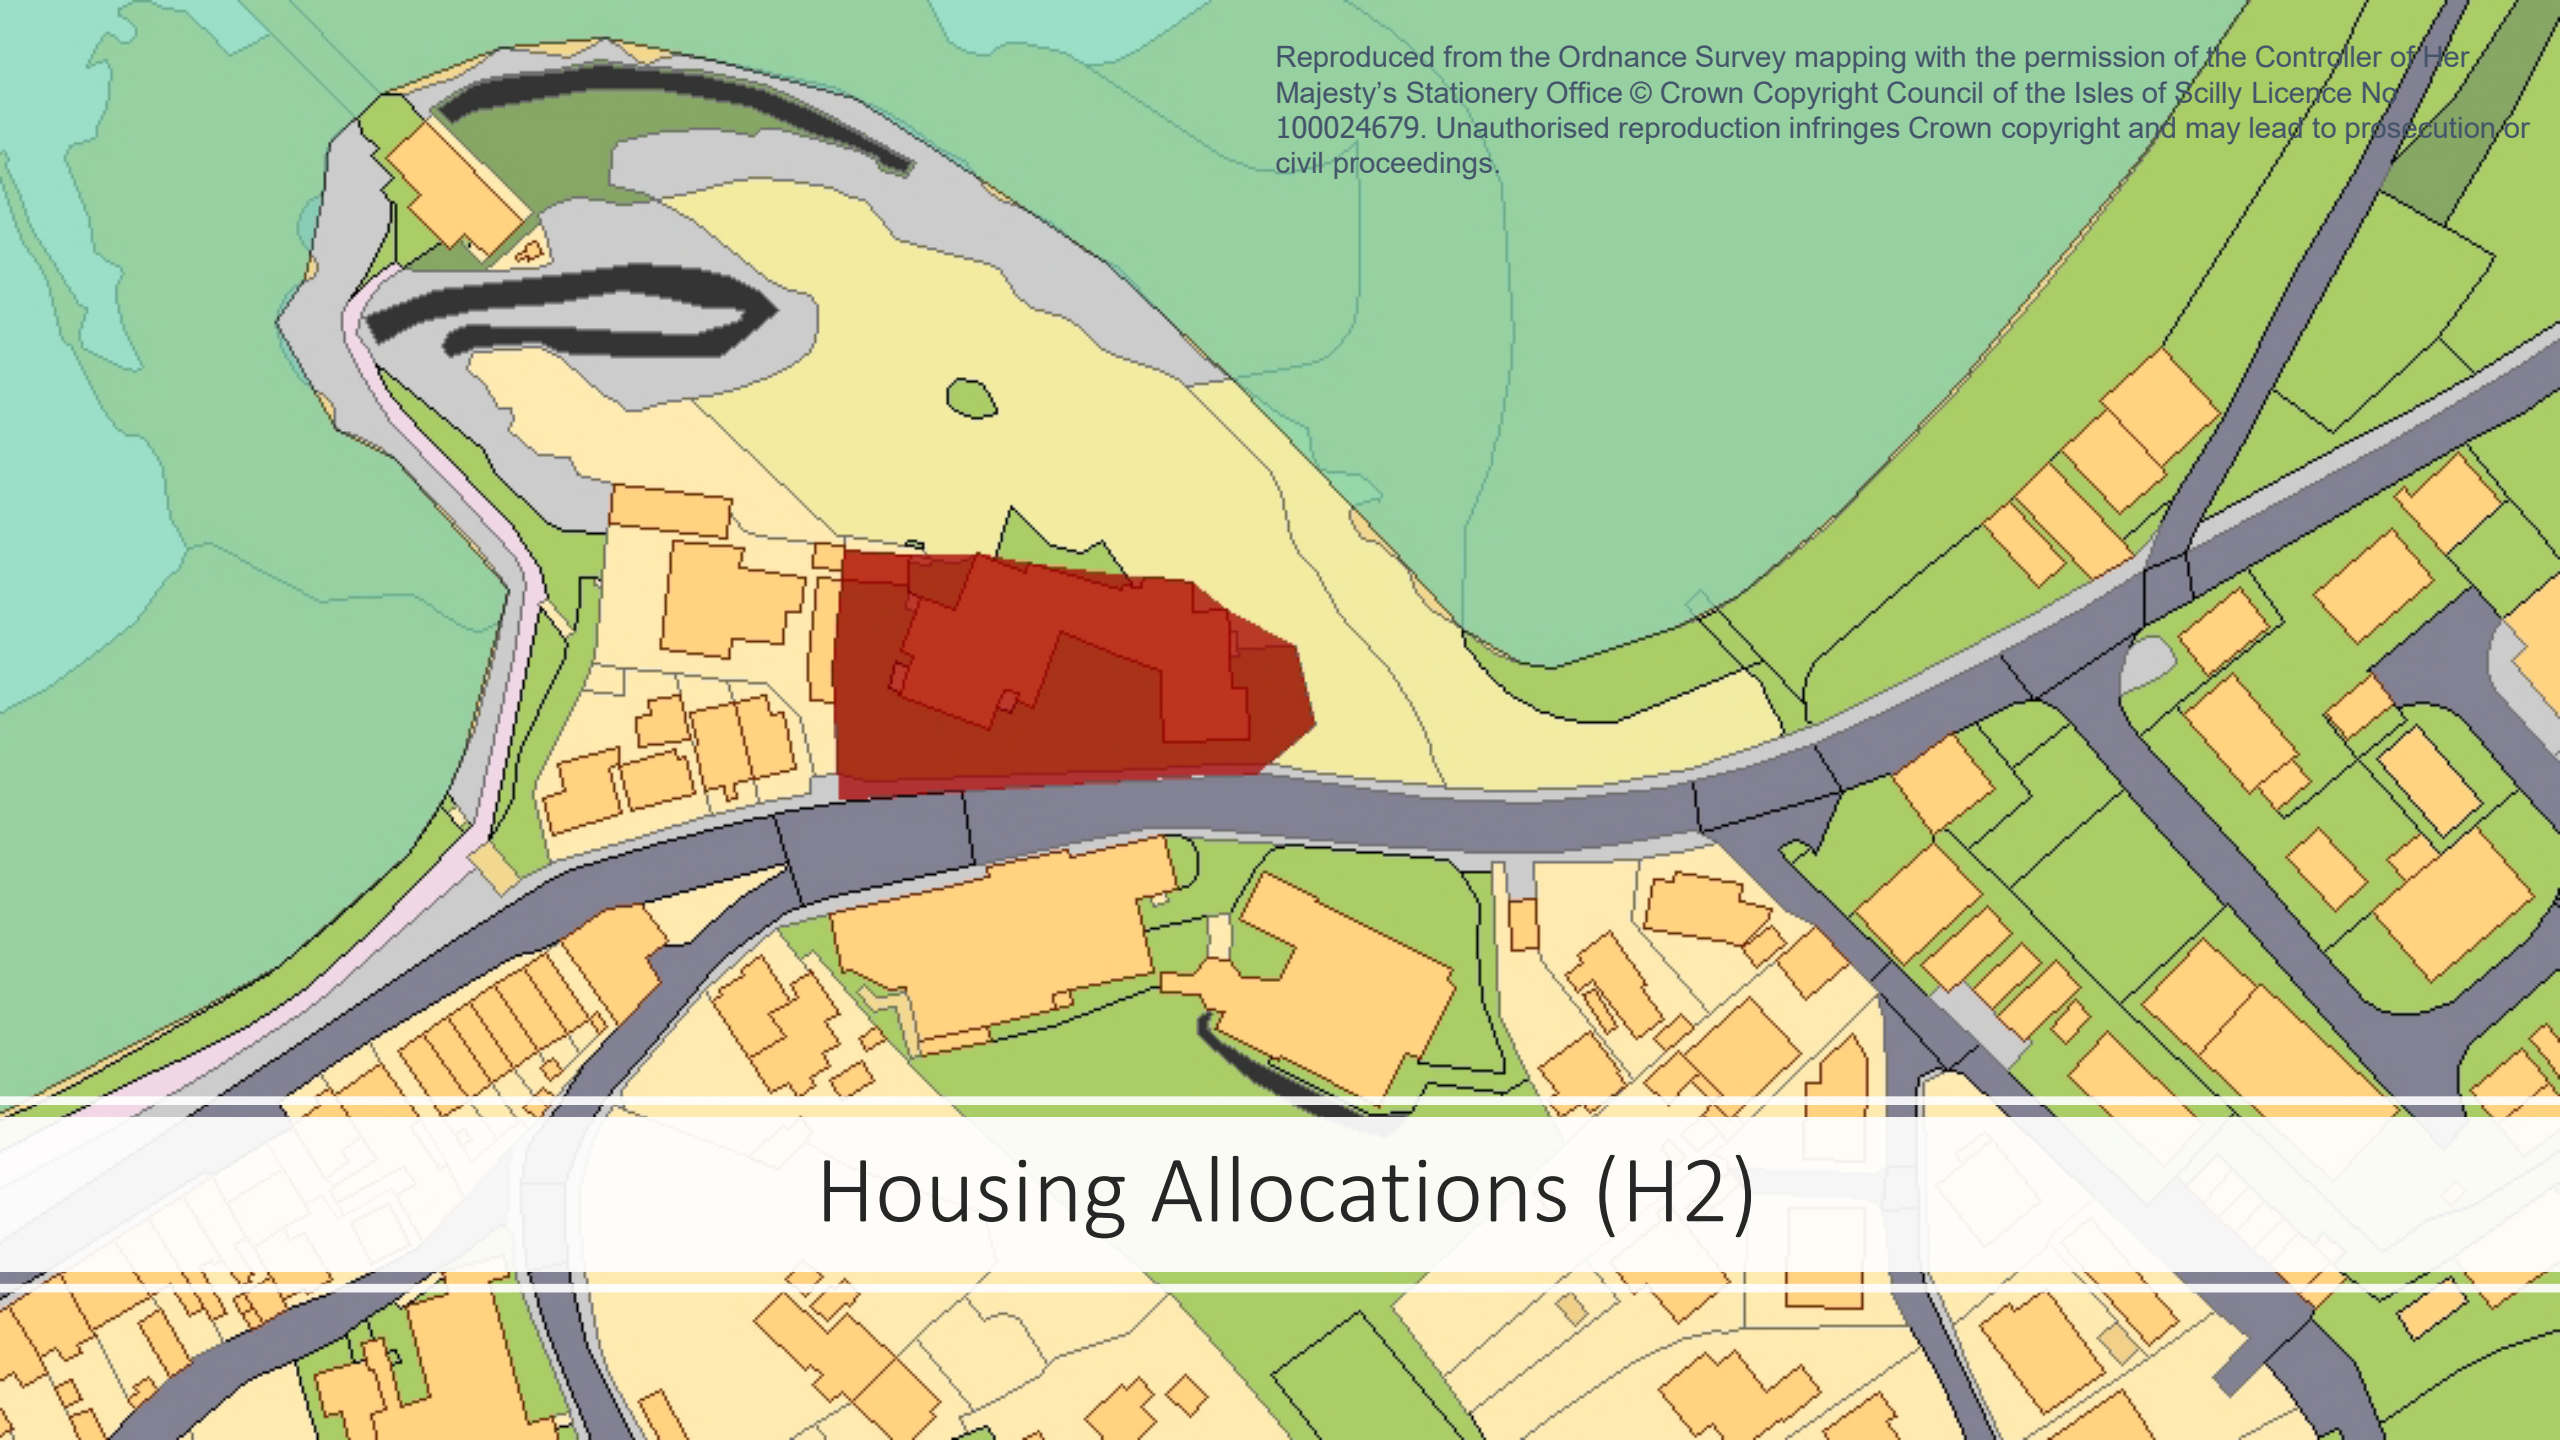 Reproduced from the Ordnance Survey mapping with the permission of the Controller of Her
Majesty’s Stationery Office © Crown Copyright Council of the Isles of Scilly Licence No
100024679. Unauthorised reproduction infringes Crown copyright and may lead to prosecution or
civil proceedings.
Housing Allocations (H2)